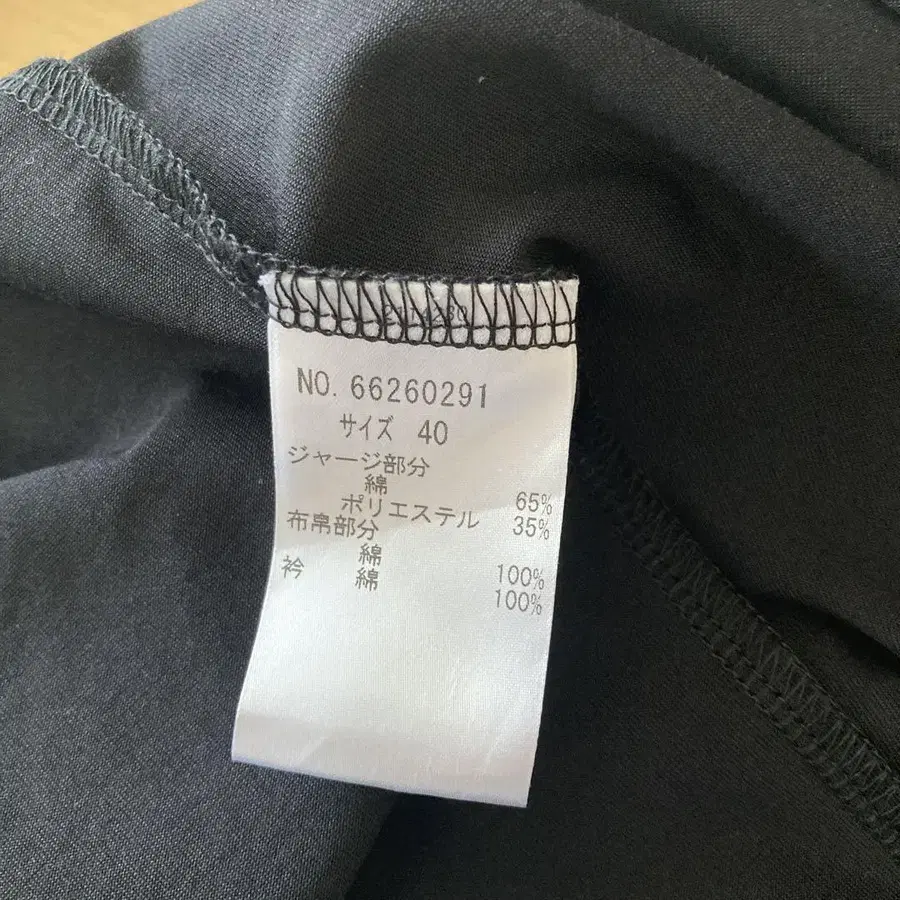 NO. 66260291
サイズ 40
ジャージ部分
綿 65%
ポリエステル 35%
布帛部分
綿 100%
衿 綿 100%